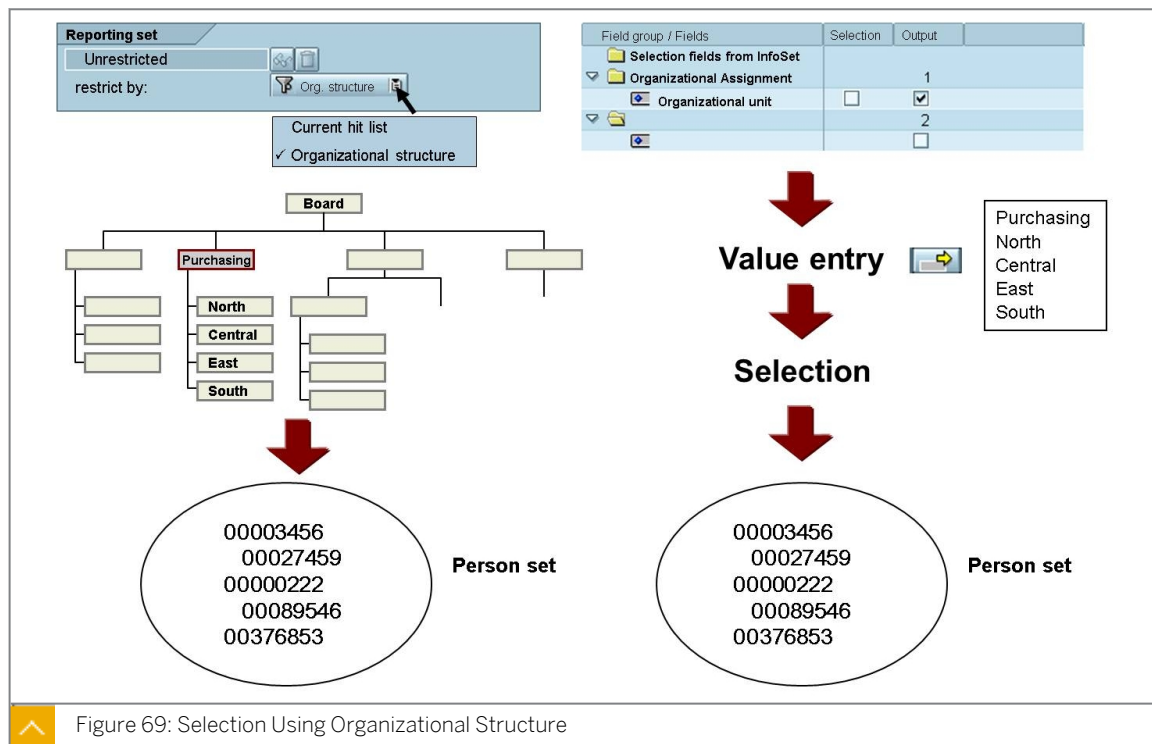 Reporting set
Unrestricted
restrict by:
Org. structure
Current hit list
✓ Organizational structure
Board
Purchasing
North
Central
East
South
00003456
00027459
00000222
00089546
00376853
Person set
Field group / Fields Selection Output
Selection fields from InfoSet
Organizational Assignment 1
Organizational unit
2
Value entry
Purchasing
North
Central
East
South
Selection
00003456
00027459
00000222
00089546
00376853
Person set
Figure 69: Selection Using Organizational Structure